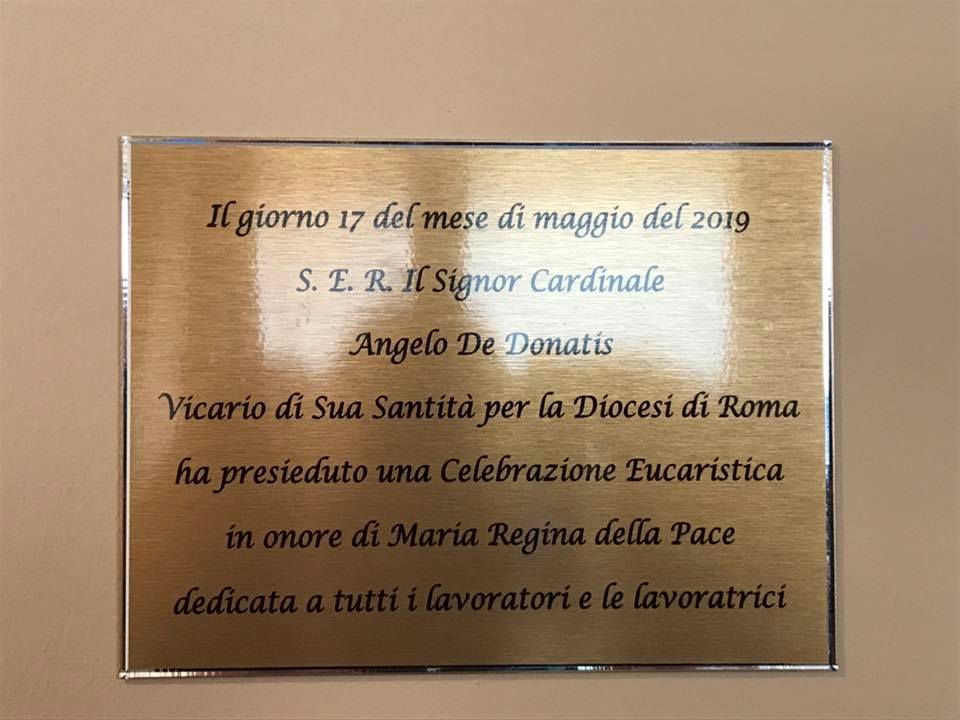 Il giorno 17 del mese di maggio del 2019
S. E. R. Il Signor Cardinale
Angelo De Donatis
Vicario di Sua Santità per la Diocesi di Roma
ha presieduto una Celebrazione Eucaristica
in onore di Maria Regina della Pace
dedicata a tutti i lavoratori e le lavoratrici